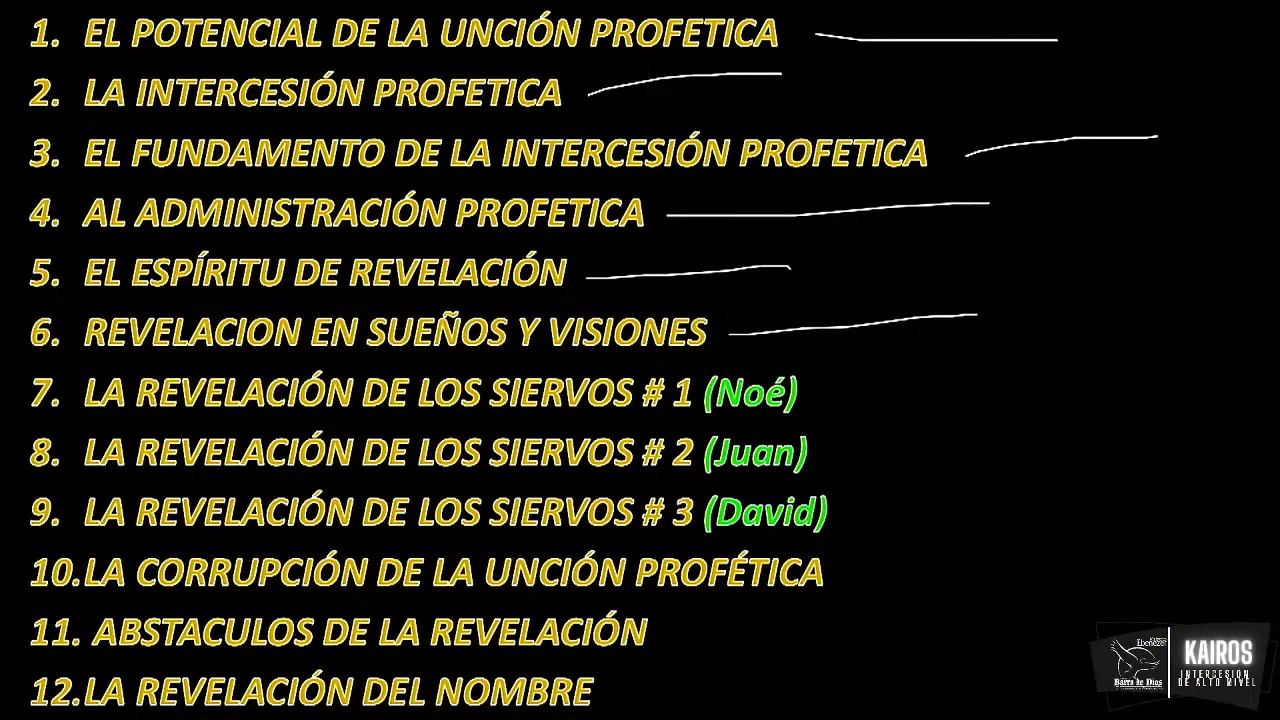 1. EL POTENCIAL DE LA UNCIÓN PROFETICA
2. LA INTERCESIÓN PROFETICA
3. EL FUNDAMENTO DE LA INTERCESIÓN PROFETICA
4. AL ADMINISTRACIÓN PROFETICA
5. EL ESPÍRITU DE REVELACIÓN
6. REVELACION EN SUEÑOS Y VISIONES
7. LA REVELACIÓN DE LOS SIERVOS # 1 (Noé)
8. LA REVELACIÓN DE LOS SIERVOS # 2 (Juan)
9. LA REVELACIÓN DE LOS SIERVOS # 3 (David)
10. LA CORRUPCIÓN DE LA UNCIÓN PROFÉTICA
11. ABSTACULOS DE LA REVELACIÓN
12. LA REVELACIÓN DEL NOMBRE
Ebenezer
Barra de Dios
KAIROS
INTERCESION
DE ALTO NIVEL